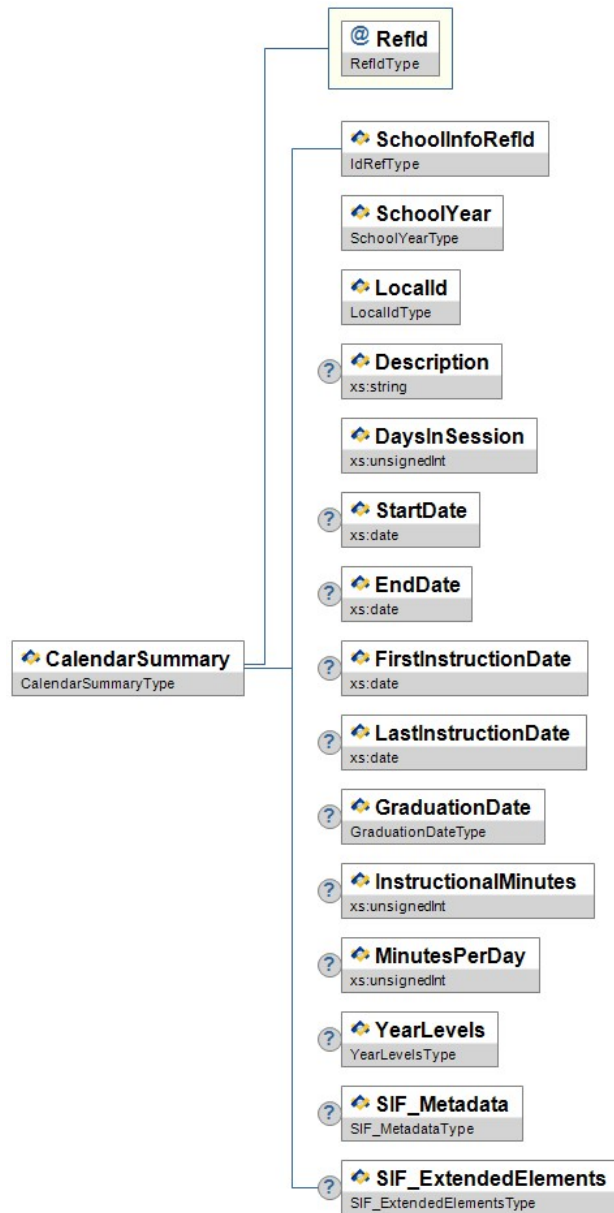 @ RefId
RefIdType
SchoolInfoRefId
IdRefType
SchoolYear
SchoolYearType
LocalId
LocalIdType
? Description
xs:string
DaysInSession
xs:unsignedInt
? StartDate
xs:date
? EndDate
xs:date
CalendarSummary
CalendarSummaryType
? FirstInstructionDate
xs:date
? LastInstructionDate
xs:date
? GraduationDate
GraduationDateType
? InstructionalMinutes
xs:unsignedInt
? MinutesPerDay
xs:unsignedInt
? YearLevels
YearLevelsType
? SIF_Metadata
SIF_MetadataType
? SIF_ExtendedElements
SIF_ExtendedElementsType